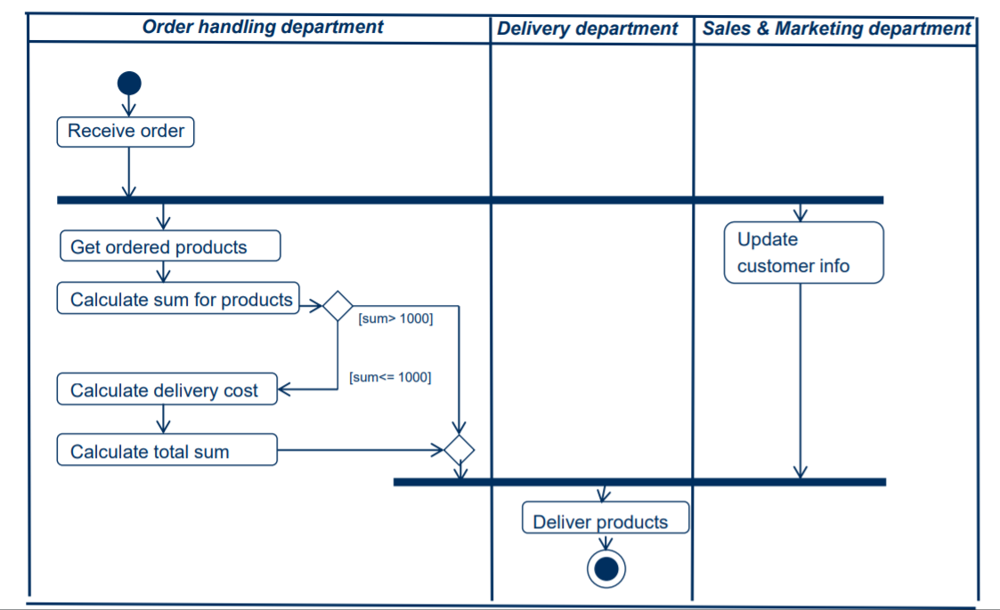 Order handling department
Delivery department
Sales & Marketing department
Receive order
Get ordered products
Update
customer info
Calculate sum for products
[sum> 1000]
[sum<= 1000]
Calculate delivery cost
Calculate total sum
Deliver products